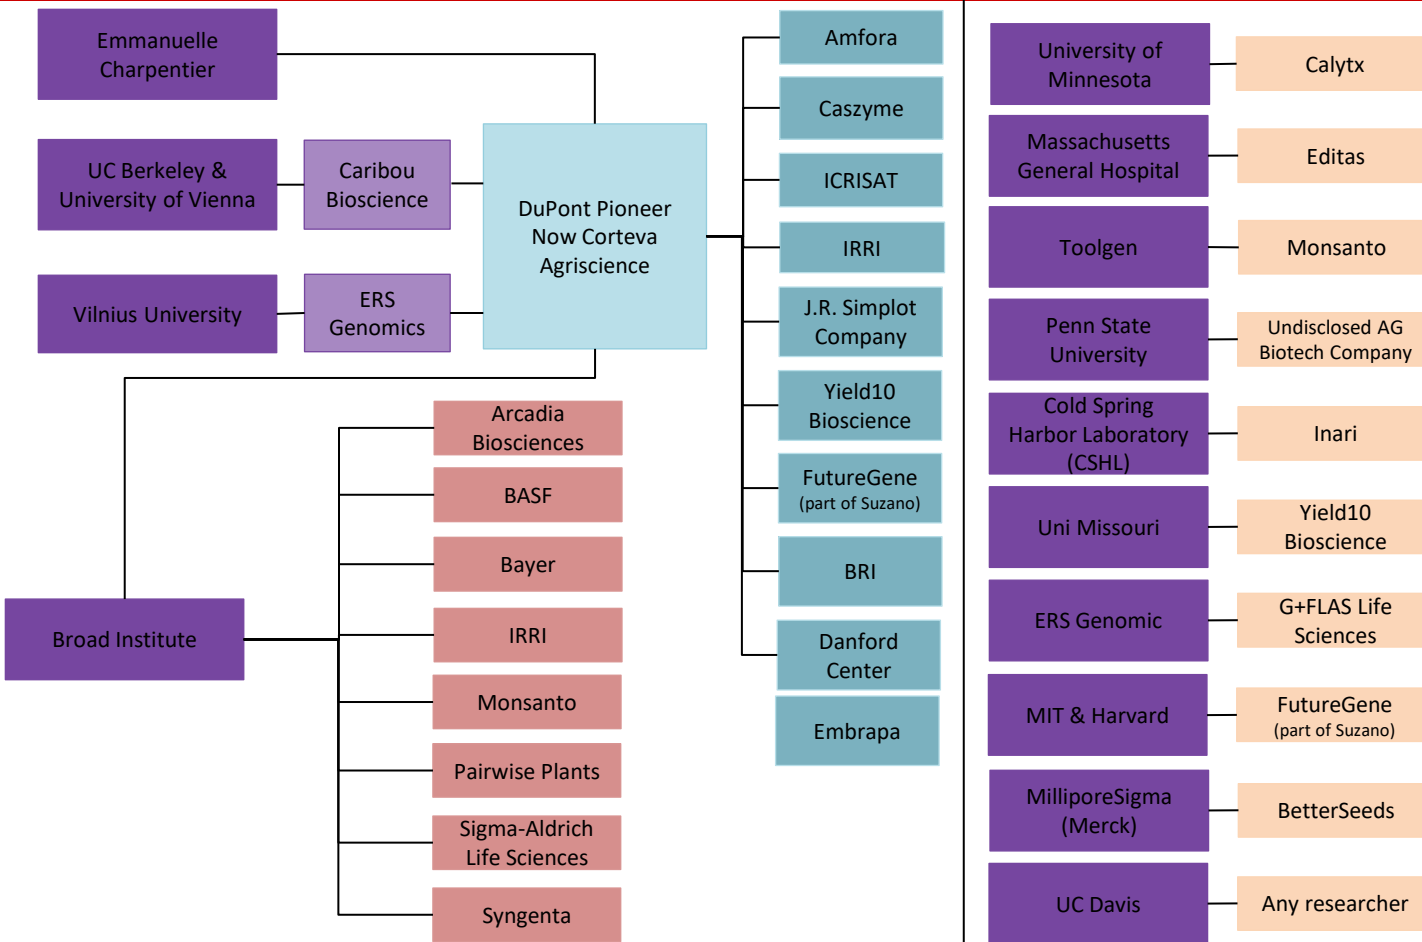 Emmanuelle
Charpentier
UC Berkeley &
University of Vienna
Caribou
Bioscience
Vilnius University
ERS
Genomics
DuPont Pioneer
Now Corteva
Agriscience
Broad Institute
Arcadia
Biosciences
BASF
Bayer
IRRI
Monsanto
Pairwise Plants
Sigma-Aldrich
Life Sciences
Syngenta
Amfora
Caszyme
ICRISAT
IRRI
J.R. Simplot
Company
Yield10
Bioscience
FutureGene
(part of Suzano)
BRI
Danford
Center
Embrapa
University of
Minnesota
Calytx
Massachusetts
General Hospital
Editas
Toolgen
Monsanto
Penn State
University
Undisclosed AG
Biotech Company
Cold Spring
Harbor Laboratory
(CSHL)
Inari
Uni Missouri
Yield10
Bioscience
ERS Genomic
G+FLAS Life
Sciences
MIT & Harvard
FutureGene
(part of Suzano)
MilliporeSigma
(Merck)
BetterSeeds
UC Davis
Any researcher